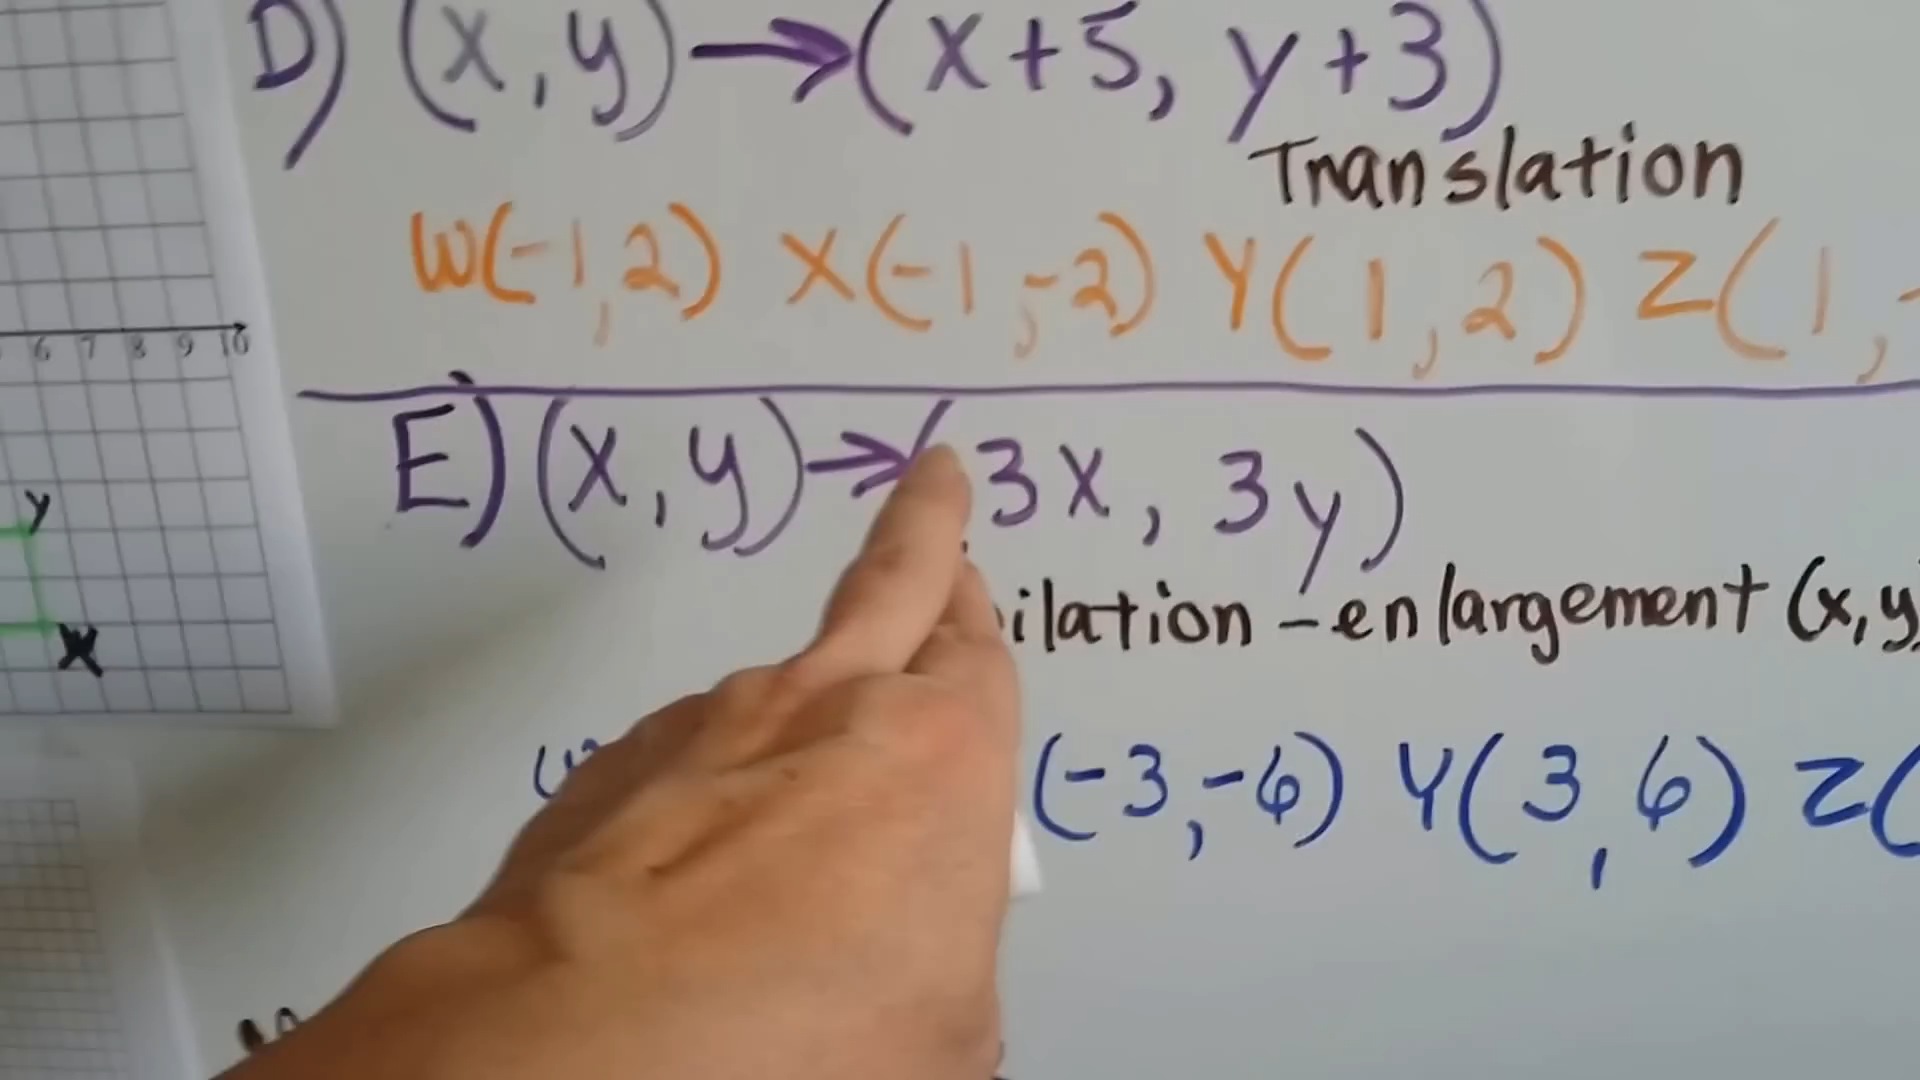 D) (x, y) → (x+5, y+3)
Translation
W(-1,2) X(-1,-2) Y(1,2) Z(1,-
6 7 8 9 10
E) (x, y) → (3x, 3y)
Y
ilation - enlargement (x,y)
X
(-3,-6) Y(3,6) Z(